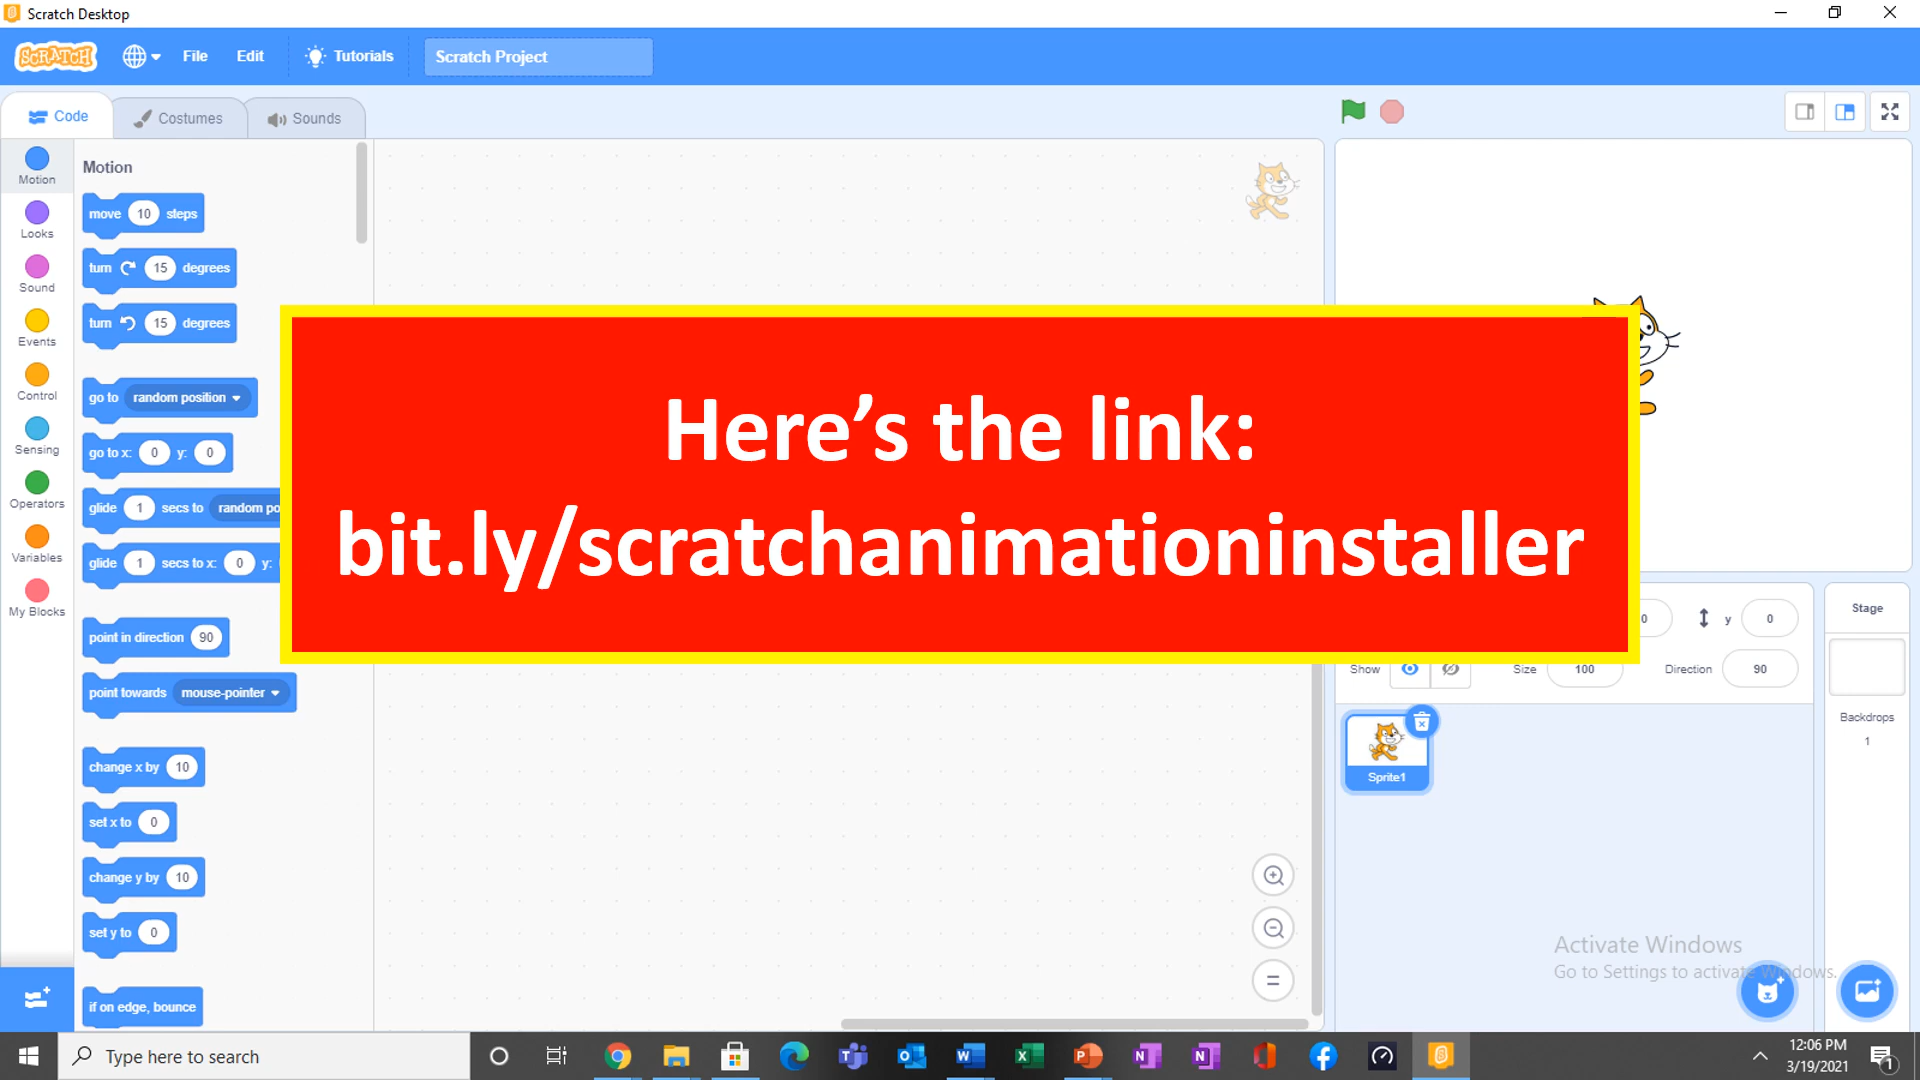 Scratch Desktop
SCRATCH File Edit Tutorials Scratch Project
Code Costumes Sounds
Motion
Looks
Sound
Events
Control
Sensing
Operators
Variables
My Blocks
Motion
move 10 steps
turn 15 degrees
turn 15 degrees
go to random position
go to x: 0 y: 0
glide 1 secs to random po
glide 1 secs to x: 0 y:
point in direction 90
point towards mouse-pointer
change x by 10
set x to 0
change y by 10
set y to 0
if on edge, bounce
Here's the link:
bit.ly/scratchanimationinstaller
0 y 0
Show Size 100 Direction 90
Sprite1
Stage
Backdrops
1
Activate Windows
Go to Settings to activate Windows.
Type here to search
12:06 PM
3/19/2021
1